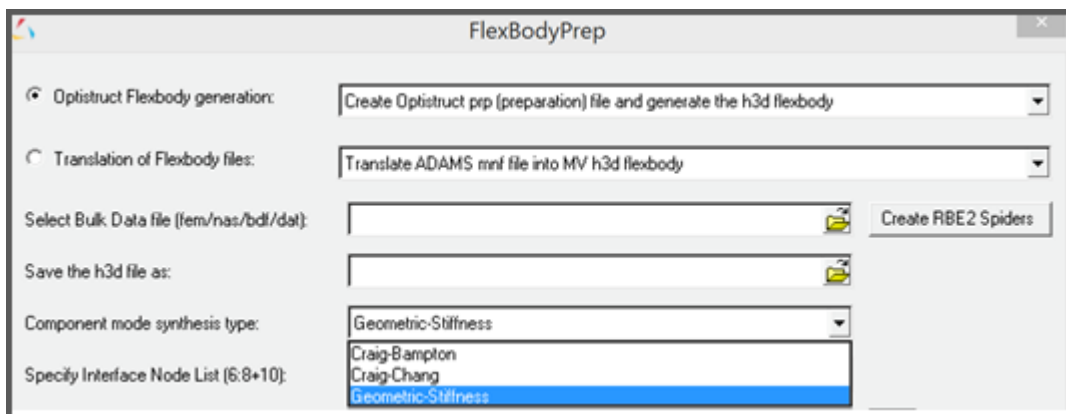 FlexBodyPrep
Optistruct Flexbody generation: Create Optistruct prp (preparation) file and generate the h3d flexbody
Translation of Flexbody files: Translate ADAMS mnf file into MV h3d flexbody
Select Bulk Data file (fem/nas/bdf/dat): Create RBE2 Spiders
Save the h3d file as:
Component mode synthesis type: Geometric-Stiffness
Craig-Bampton
Specify Interface Node List (6:8+10): Craig-Chang
Geometric-Stiffness